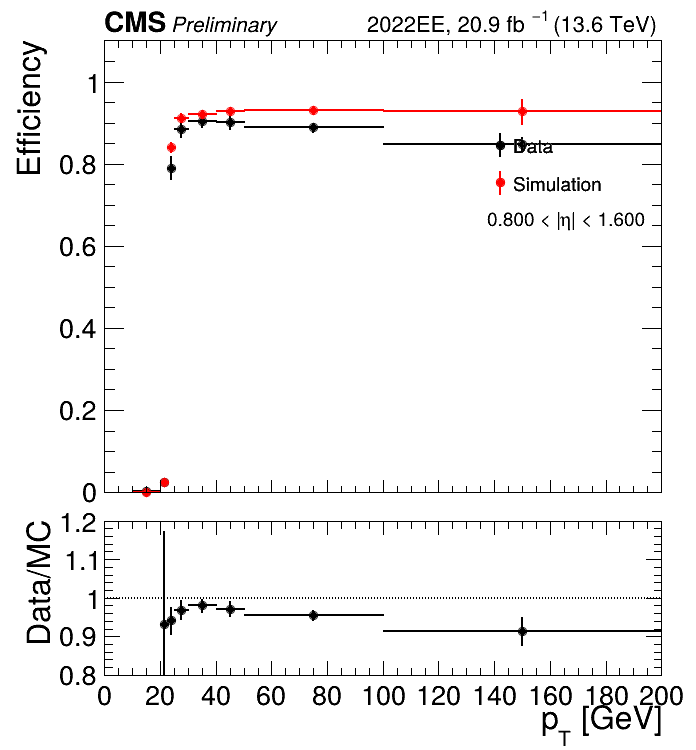 CMS Preliminary 2022EE, 20.9 fb⁻¹ (13.6 TeV)
Efficiency
1
0.8
0.6
0.4
0.2
0
Data
Simulation
0.800 < |η| < 1.600
Data/MC
1.2
1.1
1
0.9
0.8
0 20 40 60 80 100 120 140 160 180 200
p_T [GeV]